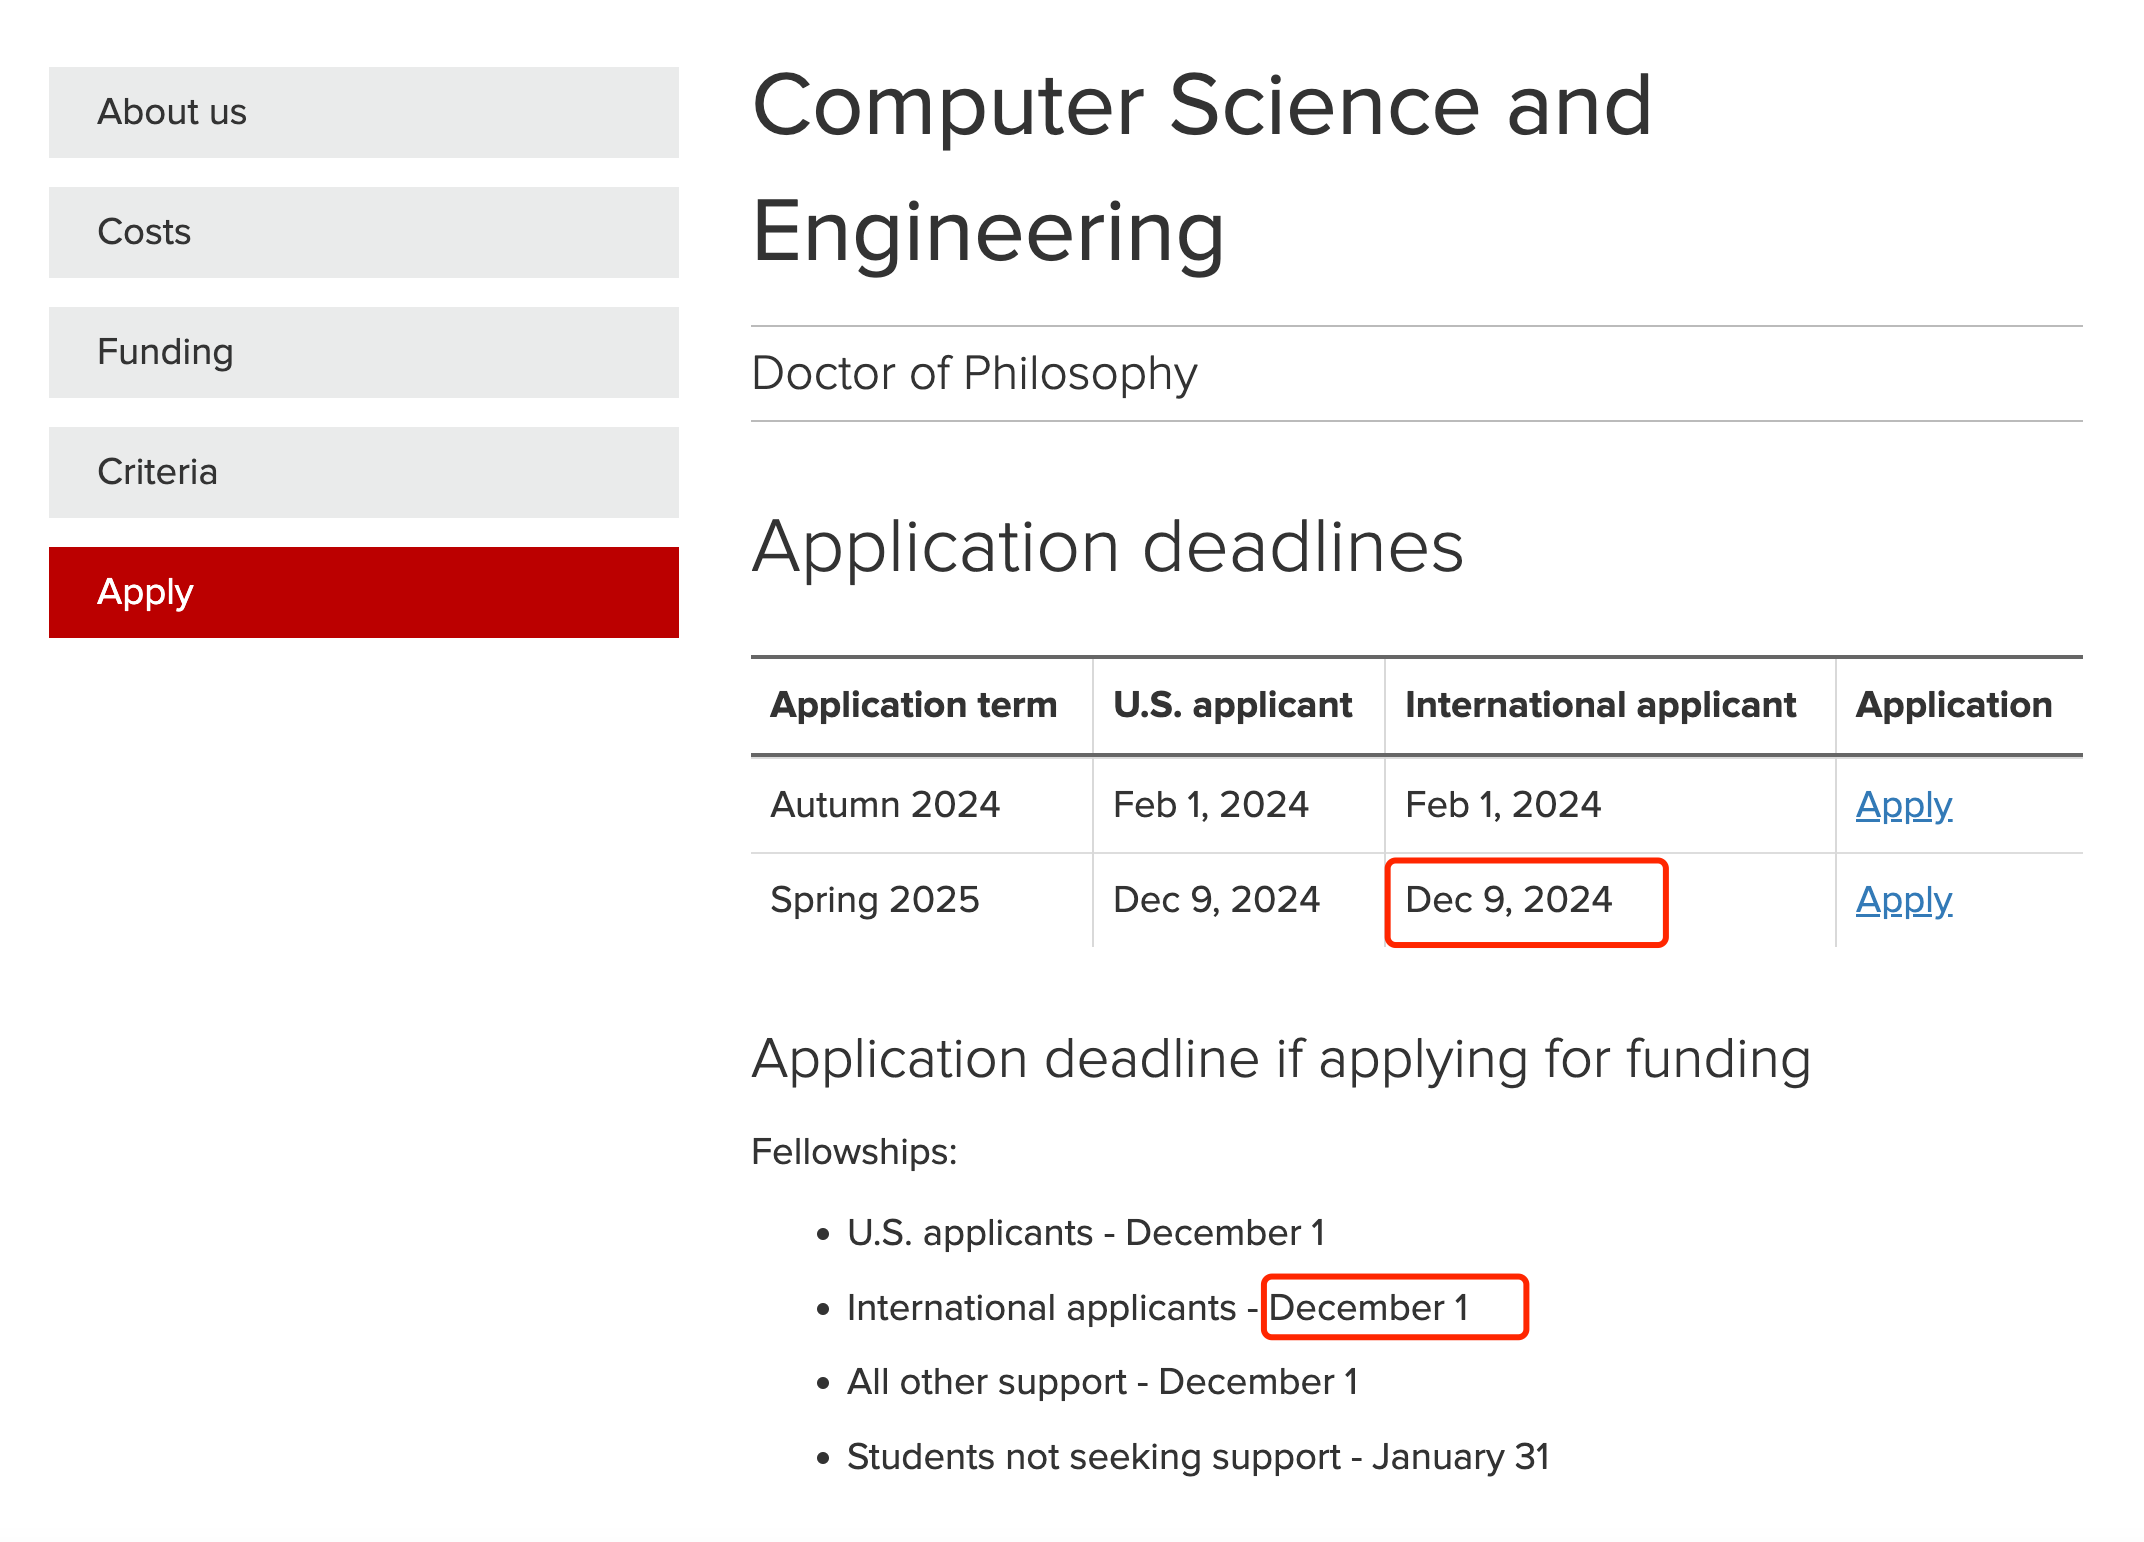 About us
Costs
Funding
Criteria
Apply
Computer Science and
Engineering
Doctor of Philosophy
Application deadlines
Application term U.S. applicant International applicant Application
Autumn 2024 Feb 1, 2024 Feb 1, 2024 Apply
Spring 2025 Dec 9, 2024 Dec 9, 2024 Apply
Application deadline if applying for funding
Fellowships:
• U.S. applicants - December 1
• International applicants - December 1
• All other support - December 1
• Students not seeking support - January 31